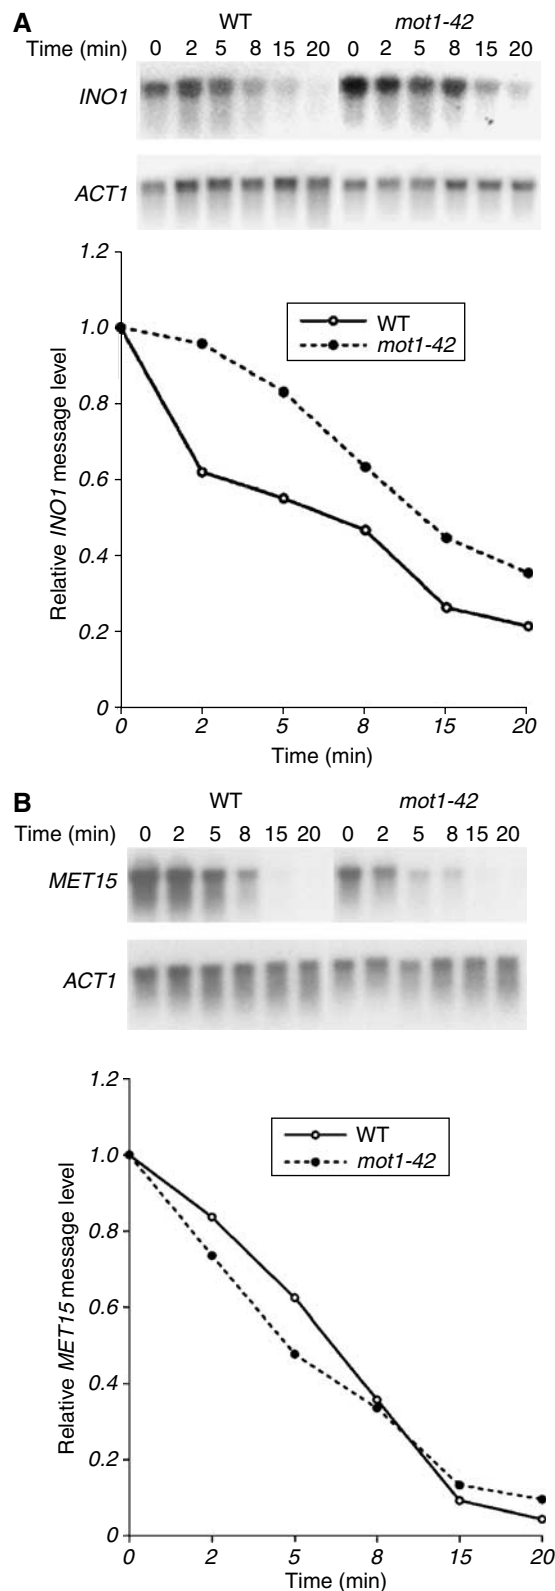 A
WT mot1-42
Time (min) 0 2 5 8 15 20 0 2 5 8 15 20
INO1
ACT1
1.2
1.0
0.8
0.6
0.4
0.2
0
Relative INO1 message level
WT
mot1-42
0 2 5 8 15 20
Time (min)
B
WT mot1-42
Time (min) 0 2 5 8 15 20 0 2 5 8 15 20
MET15
ACT1
1.2
1.0
0.8
0.6
0.4
0.2
0
Relative MET15 message level
WT
mot1-42
0 2 5 8 15 20
Time (min)